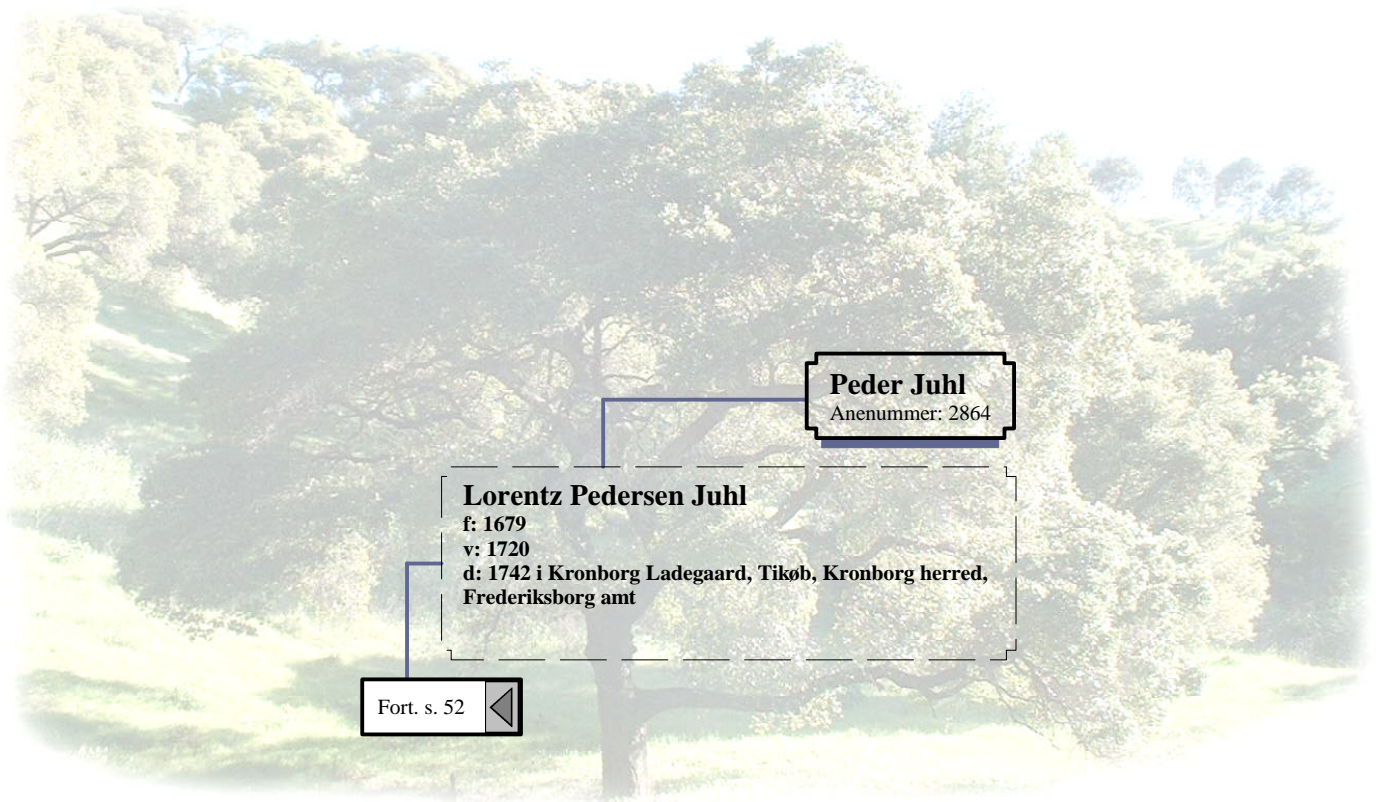 Peder Juhl
Anenummer: 2864
Lorentz Pedersen Juhl
f: 1679
v: 1720
d: 1742 i Kronborg Ladegaard, Tikøb, Kronborg herred,
Frederiksborg amt
Fort. s. 52